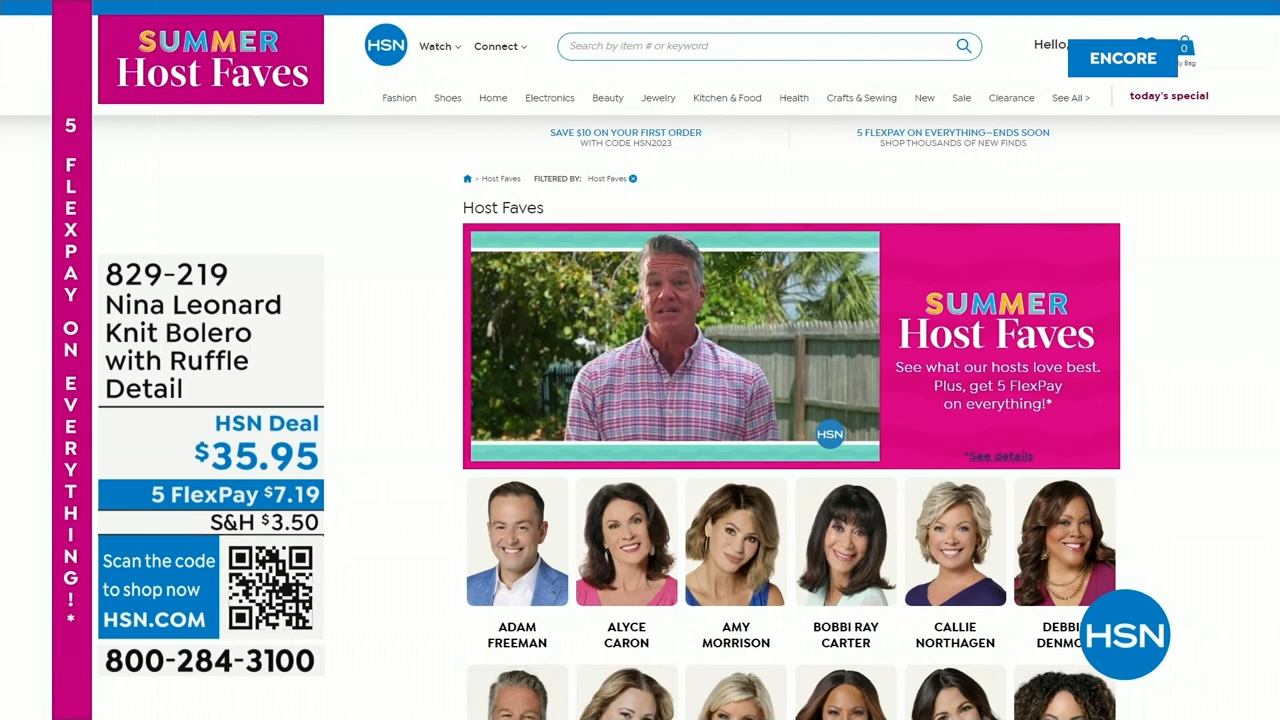 SUMMER
Host Faves
5 FLEXPAY ON EVERYTHING!*
829-219
Nina Leonard
Knit Bolero
with Ruffle
Detail
HSN Deal
$35.95
5 FlexPay $7.19
S&H $3.50
Scan the code
to shop now
HSN.COM
800-284-3100
HSN
Watch
Connect
Search by item # or keyword
Hello,
ENCORE
0
Bag
Fashion
Shoes
Home
Electronics
Beauty
Jewelry
Kitchen & Food
Health
Crafts & Sewing
New
Sale
Clearance
See All >
today's special
SAVE $10 ON YOUR FIRST ORDER
WITH CODE HSN2023
5 FLEXPAY ON EVERYTHING—ENDS SOON
SHOP THOUSANDS OF NEW FINDS
> Host Faves
FILTERED BY: Host Faves
Host Faves
HSN
SUMMER
Host Faves
See what our hosts love best.
Plus, get 5 FlexPay
on everything!*
*See details
ADAM
FREEMAN
ALYCE
CARON
AMY
MORRISON
BOBBI RAY
CARTER
CALLIE
NORTHAGEN
HSN